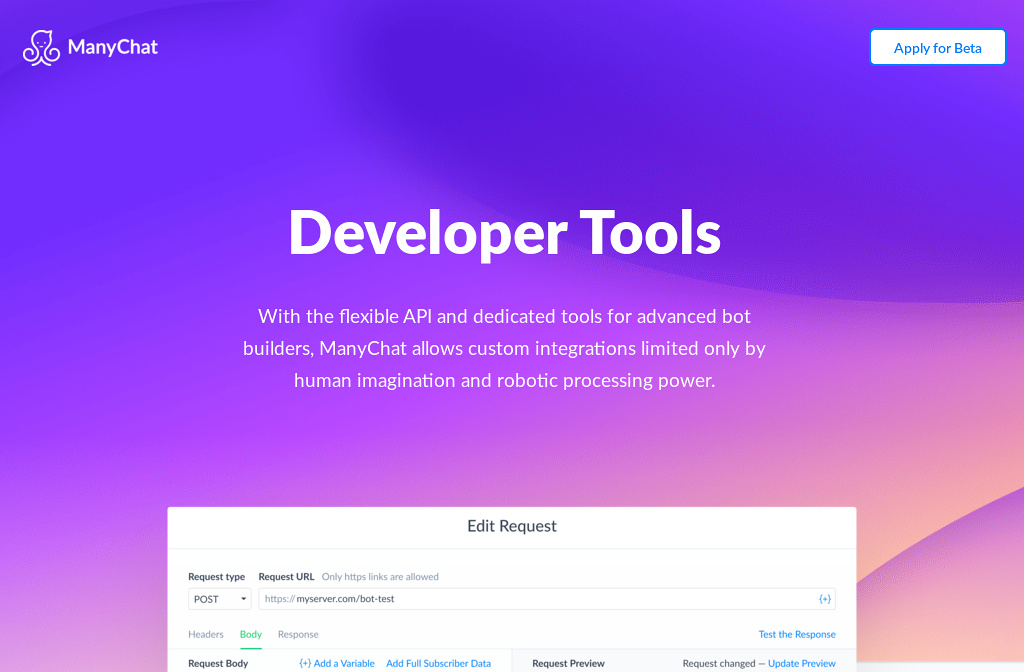 ManyChat
Apply for Beta
Developer Tools
With the flexible API and dedicated tools for advanced bot
builders, ManyChat allows custom integrations limited only by
human imagination and robotic processing power.
Edit Request
Request type Request URL Only https links are allowed
POST https:// myserver.com/bot-test {+}
Headers Body Response Test the Response
Request Body {+} Add a Variable Add Full Subscriber Data Request Preview Request changed — Update Preview